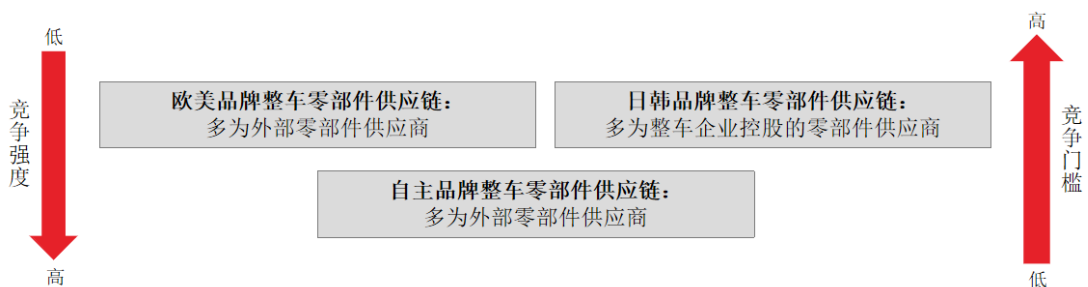 低
高
竞争强度
欧美品牌整车零部件供应链：
多为外部零部件供应商
日韩品牌整车零部件供应链：
多为整车企业控股的零部件供应商
自主品牌整车零部件供应链：
多为外部零部件供应商
高
竞争门槛
低